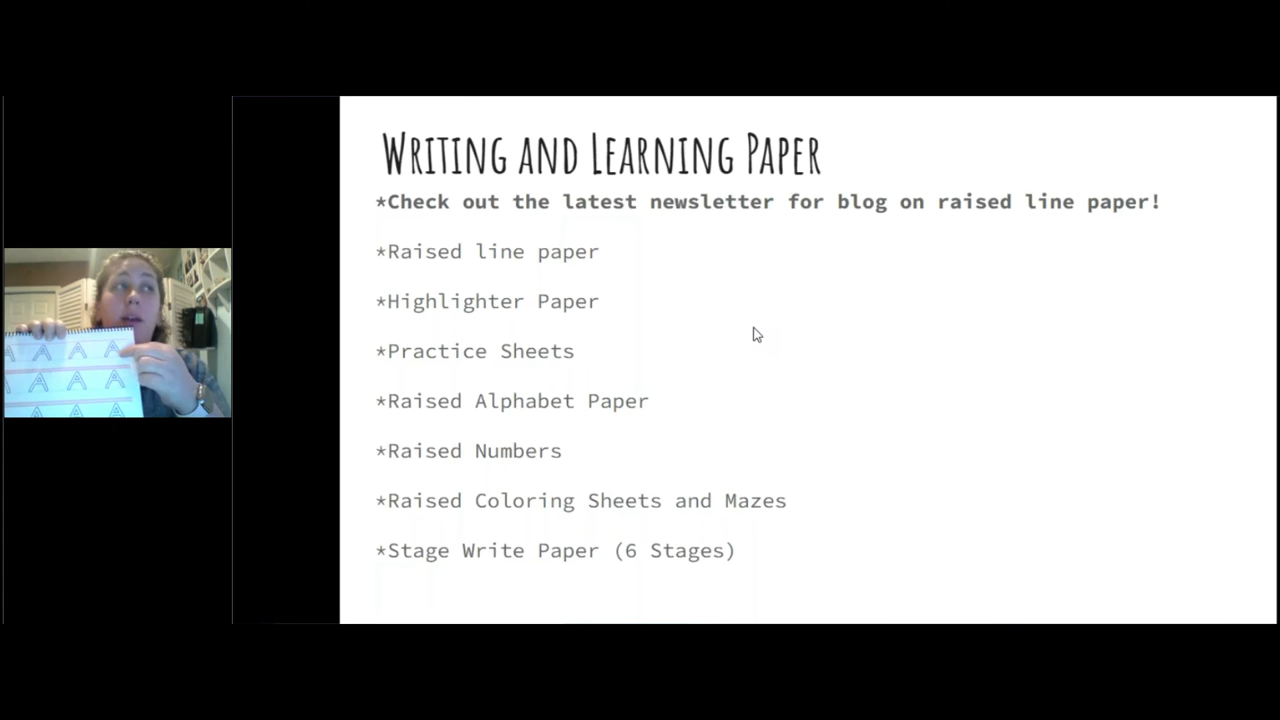 Writing and Learning Paper
*Check out the latest newsletter for blog on raised line paper!
*Raised line paper
*Highlighter Paper
*Practice Sheets
*Raised Alphabet Paper
*Raised Numbers
*Raised Coloring Sheets and Mazes
*Stage Write Paper (6 Stages)
A A A A
A A A A
A A A